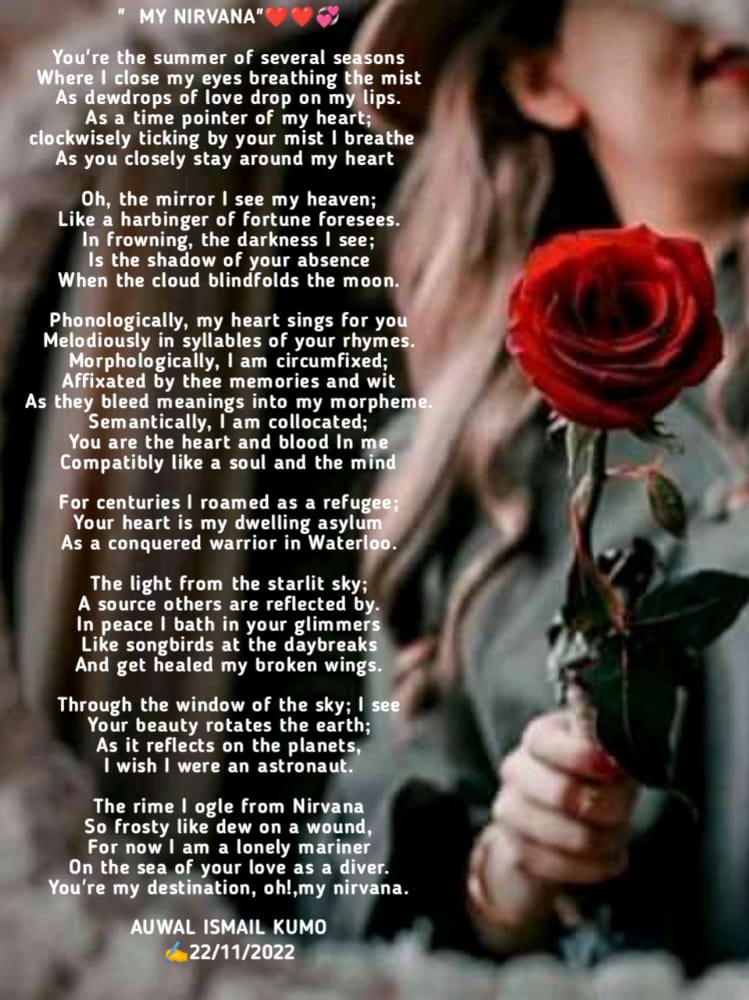 " MY NIRVANA"❤️❤️💞
You're the summer of several seasons
Where I close my eyes breathing the mist
As dewdrops of love drop on my lips.
As a time pointer of my heart;
clockwisely ticking by your mist I breathe
As you closely stay around my heart
Oh, the mirror I see my heaven;
Like a harbinger of fortune foresees.
In frowning, the darkness I see;
Is the shadow of your absence
When the cloud blindfolds the moon.
Phonologically, my heart sings for you
Melodiously in syllables of your rhymes.
Morphologically, I am circumfixed;
Affixated by thee memories and wit
As they bleed meanings into my morpheme.
Semantically, I am collocated;
You are the heart and blood In me
Compatibly like a soul and the mind
For centuries I roamed as a refugee;
Your heart is my dwelling asylum
As a conquered warrior in Waterloo.
The light from the starlit sky;
A source others are reflected by.
In peace I bath in your glimmers
Like songbirds at the daybreaks
And get healed my broken wings.
Through the window of the sky; I see
Your beauty rotates the earth;
As it reflects on the planets,
I wish I were an astronaut.
The rime I ogle from Nirvana
So frosty like dew on a wound,
For now I am a lonely mariner
On the sea of your love as a diver.
You're my destination, oh!,my nirvana.
AUWAL ISMAIL KUMO
✍️22/11/2022